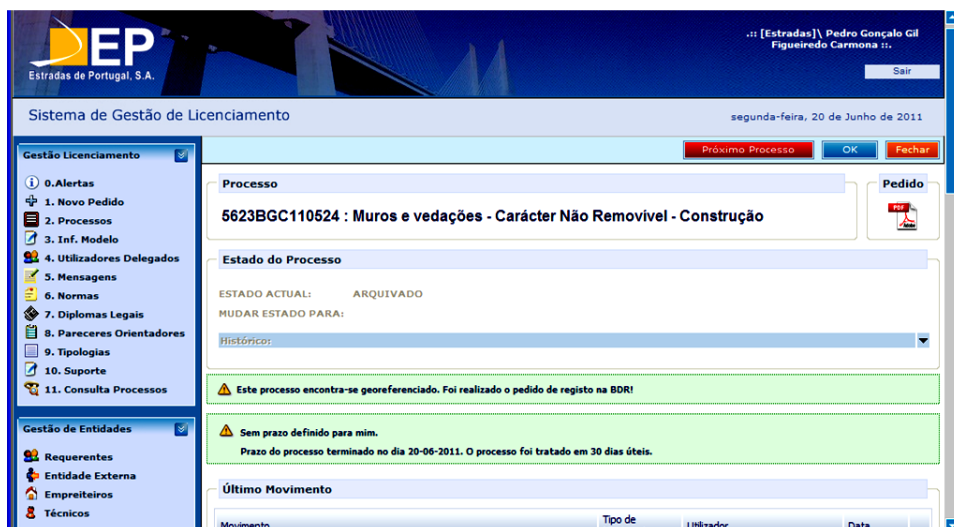 EP
Estradas de Portugal, S.A.
.:: [Estradas]\ Pedro Gonçalo Gil
Figueiredo Carmona ::.
Sair
Sistema de Gestão de Licenciamento
segunda-feira, 20 de Junho de 2011
Gestão Licenciamento
0.Alertas
1. Novo Pedido
2. Processos
3. Inf. Modelo
4. Utilizadores Delegados
5. Mensagens
6. Normas
7. Diplomas Legais
8. Pareceres Orientadores
9. Tipologias
10. Suporte
11. Consulta Processos
Gestão de Entidades
Requerentes
Entidade Externa
Empreiteiros
Técnicos
Próximo Processo
OK
Fechar
Processo
5623BGC110524 : Muros e vedações - Carácter Não Removivel - Construção
Pedido
PDF
Adobe
Estado do Processo
ESTADO ACTUAL: ARQUIVADO
MUDAR ESTADO PARA:
Histórico:
Este processo encontra-se georeferenciado. Foi realizado o pedido de registo na BDR!
Sem prazo definido para mim.
Prazo do processo terminado no dia 20-06-2011. O processo foi tratado em 30 dias úteis.
Último Movimento
Movimento
Tipo de
Utilizador
Data